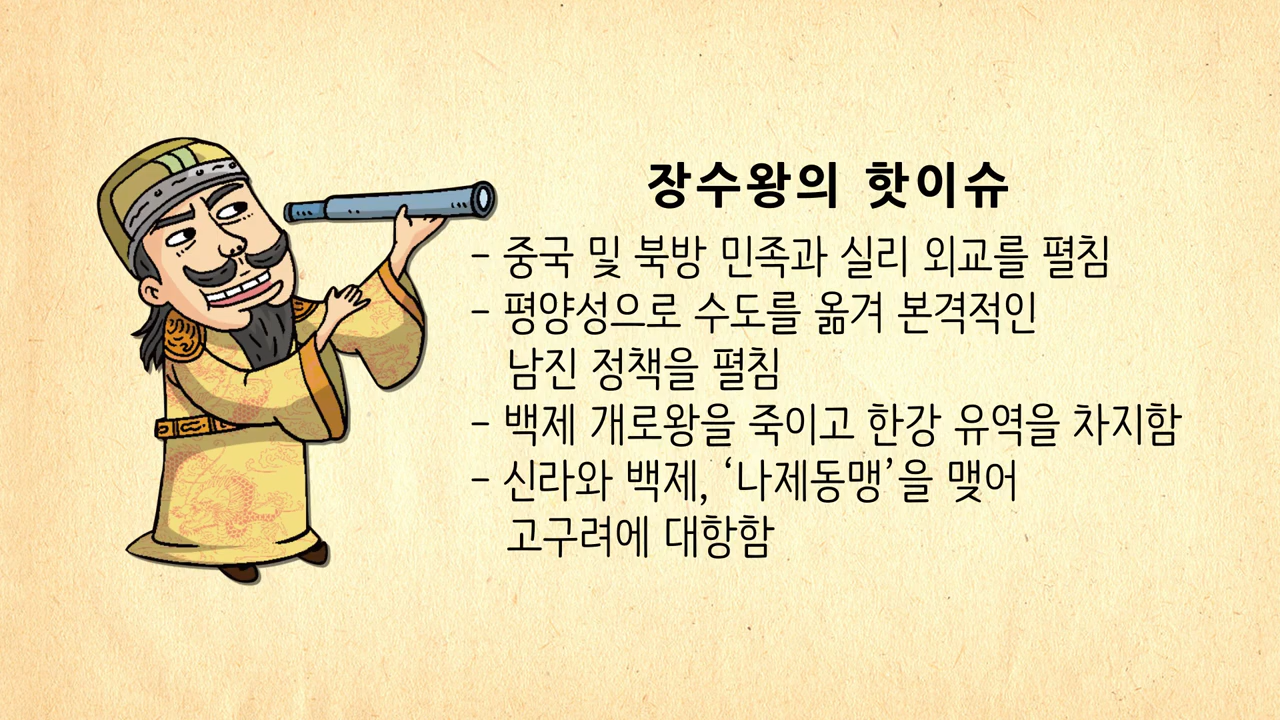 장수왕의 핫이슈
- 중국 및 북방 민족과 실리 외교를 펼침
- 평양성으로 수도를 옮겨 본격적인
남진 정책을 펼침
- 백제 개로왕을 죽이고 한강 유역을 차지함
- 신라와 백제, ‘나제동맹’을 맺어
고구려에 대항함